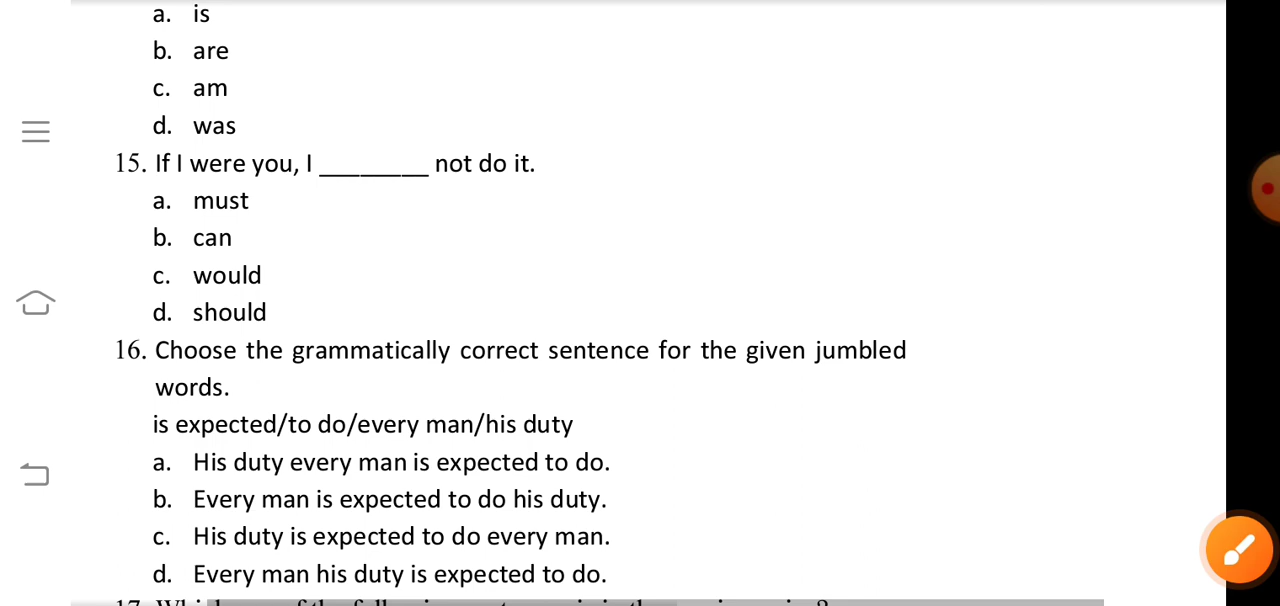 a. is
b. are
c. am
d. was
15. If I were you, I ________ not do it.
a. must
b. can
c. would
d. should
16. Choose the grammatically correct sentence for the given jumbled
words.
is expected/to do/every man/his duty
a. His duty every man is expected to do.
b. Every man is expected to do his duty.
c. His duty is expected to do every man.
d. Every man his duty is expected to do.